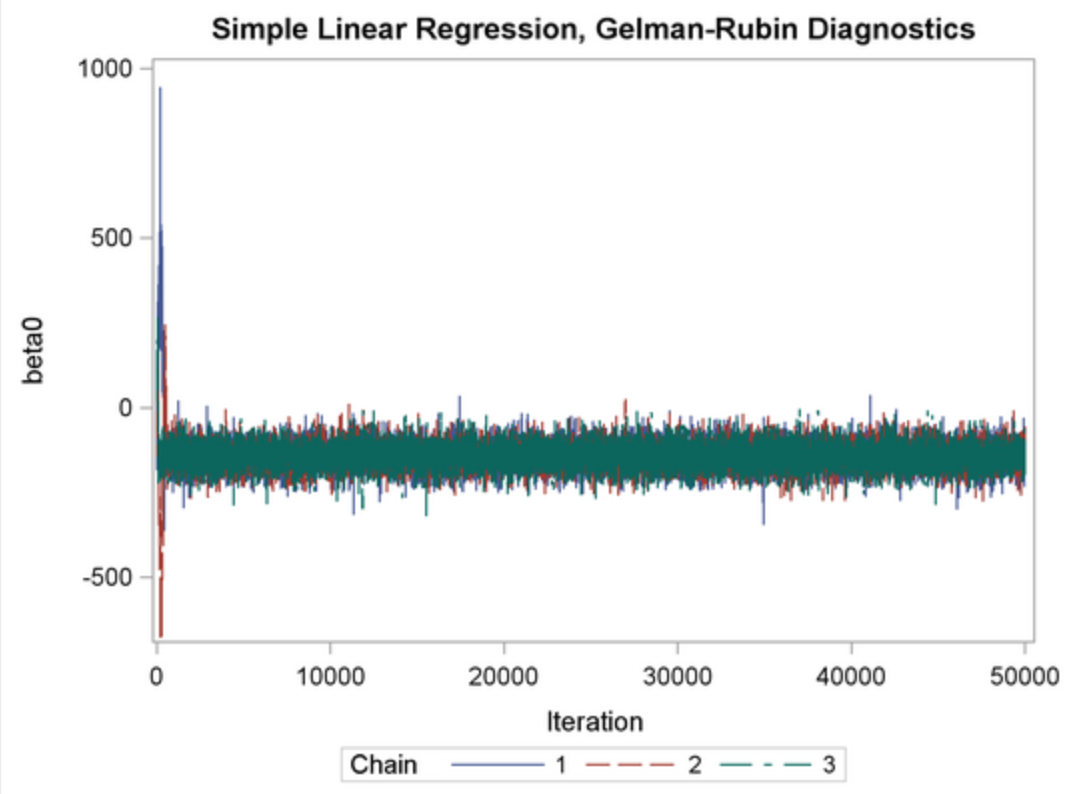 Simple Linear Regression, Gelman-Rubin Diagnostics
1000
500
0
-500
beta0
0 10000 20000 30000 40000 50000
Iteration
Chain 1 2 3